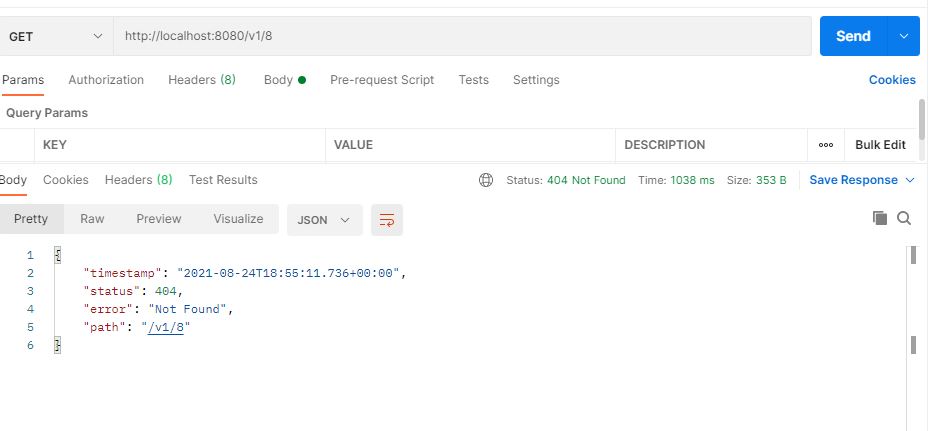 GET http://localhost:8080/v1/8 Send
Params Authorization Headers (8) Body Pre-request Script Tests Settings Cookies
Query Params
KEY VALUE DESCRIPTION ooo Bulk Edit
Body Cookies Headers (8) Test Results Status: 404 Not Found Time: 1038 ms Size: 353 B Save Response
Pretty Raw Preview Visualize JSON
1 {
2 "timestamp": "2021-08-24T18:55:11.736+00:00",
3 "status": 404,
4 "error": "Not Found",
5 "path": "/v1/8"
6 }